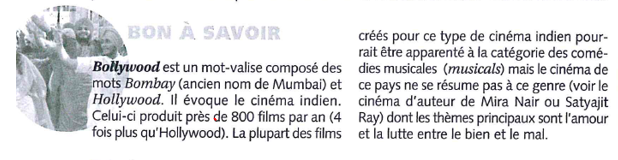 BON À SAVOIR
Bollywood est un mot-valise composé des
mots Bombay (ancien nom de Mumbai) et
Hollywood. Il évoque le cinéma indien.
Celui-ci produit près de 800 films par an (4
fois plus qu'Hollywood). La plupart des films
créés pour ce type de cinéma indien pour-
rait être apparenté à la catégorie des comé-
dies musicales (musicals) mais le cinéma de
ce pays ne se résume pas à ce genre (voir le
cinéma d'auteur de Mira Nair ou Satyajit
Ray) dont les thèmes principaux sont l'amour
et la lutte entre le bien et le mal.